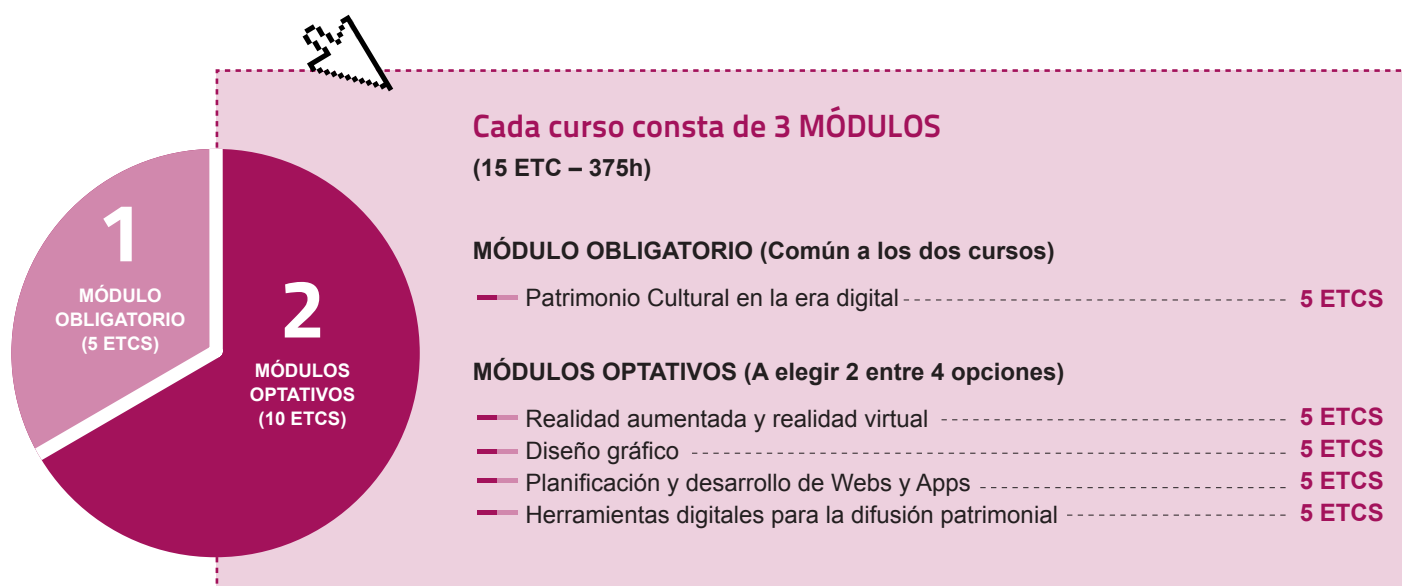 Cada curso consta de 3 MÓDULOS
(15 ETC – 375h)
1
MÓDULO
OBLIGATORIO
(5 ETCS)
2
MÓDULOS
OPTATIVOS
(10 ETCS)
MÓDULO OBLIGATORIO (Común a los dos cursos)
Patrimonio Cultural en la era digital 5 ETCS
MÓDULOS OPTATIVOS (A elegir 2 entre 4 opciones)
Realidad aumentada y realidad virtual 5 ETCS
Diseño gráfico 5 ETCS
Planificación y desarrollo de Webs y Apps 5 ETCS
Herramientas digitales para la difusión patrimonial 5 ETCS